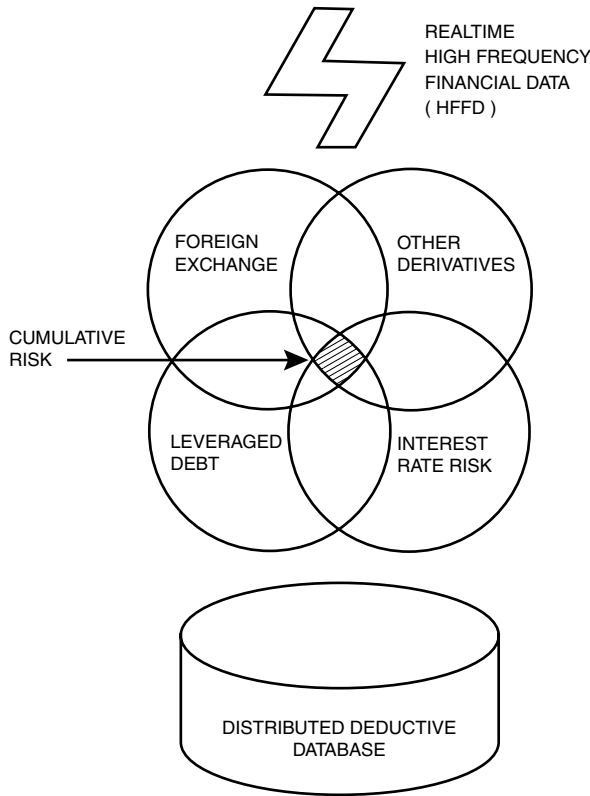 REALTIME
HIGH FREQUENCY
FINANCIAL DATA
( HFFD )
FOREIGN
EXCHANGE
OTHER
DERIVATIVES
CUMULATIVE
RISK
LEVERAGED
DEBT
INTEREST
RATE RISK
DISTRIBUTED DEDUCTIVE
DATABASE